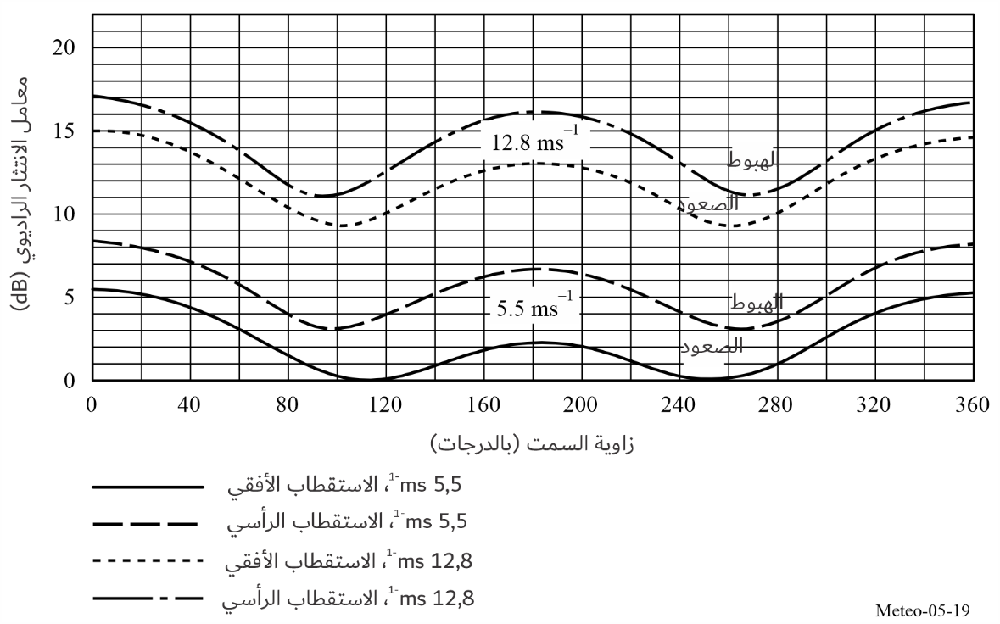 معامل الانتشار الراديوي (dB)
20
15
10
5
0
12.8 ms⁻¹
الهبوط
الصعود
5.5 ms⁻¹
الهبوط
الصعود
0 40 80 120 160 200 240 280 320 360
زاوية السمت (بالدرجات)
5,5 ms⁻¹، الاستقطاب الأفقي
5,5 ms⁻¹، الاستقطاب الرأسي
12,8 ms⁻¹، الاستقطاب الأفقي
12,8 ms⁻¹، الاستقطاب الرأسي
Meteo-05-19